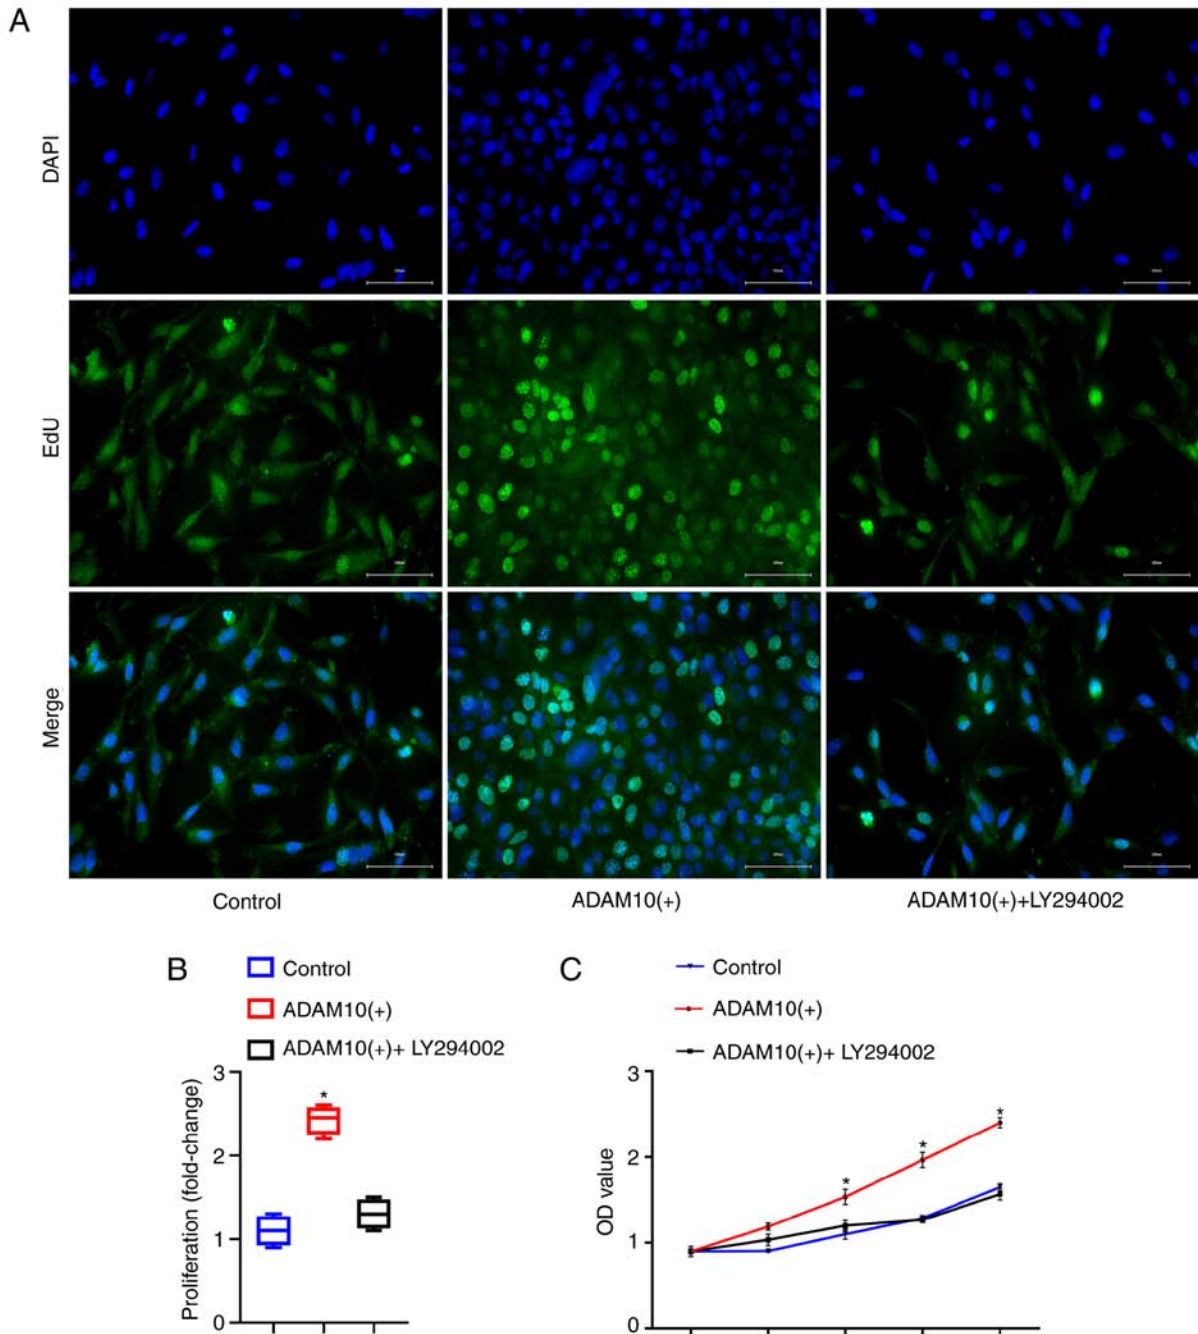 A
DAPI
EdU
Merge
Control
ADAM10(+)
ADAM10(+)+LY294002
B
Control
ADAM10(+)
ADAM10(+)+ LY294002
Proliferation (fold-change)
3
2
1
0
*
C
Control
ADAM10(+)
ADAM10(+)+ LY294002
OD value
3
2
1
0
*
*
*